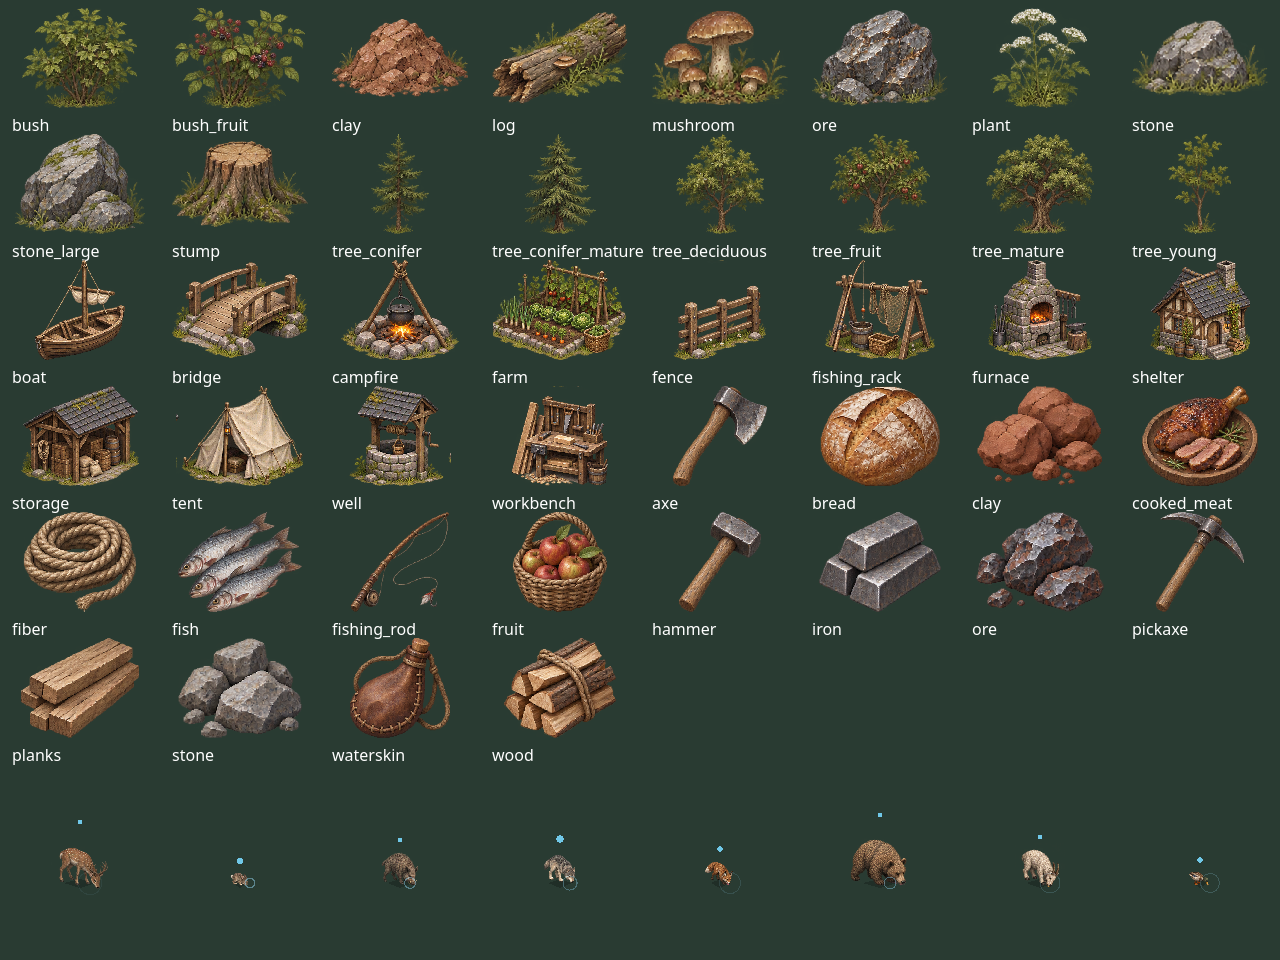 bush bush_fruit clay log mushroom ore plant stone
stone_large stump tree_conifer tree_conifer_mature tree_deciduous tree_fruit tree_mature tree_young
boat bridge campfire farm fence fishing_rack furnace shelter
storage tent well workbench axe bread clay cooked_meat
fiber fish fishing_rod fruit hammer iron ore pickaxe
planks stone waterskin wood